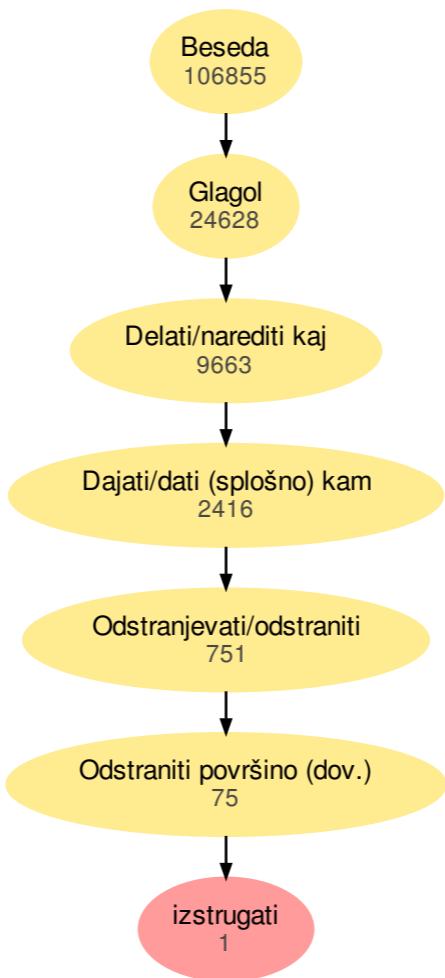 Beseda
106855
Glagol
24628
Delati/narediti kaj
9663
Dajati/dati (splošno) kam
2416
Odstranjevati/odstraniti
751
Odstraniti površino (dov.)
75
izstrugati
1